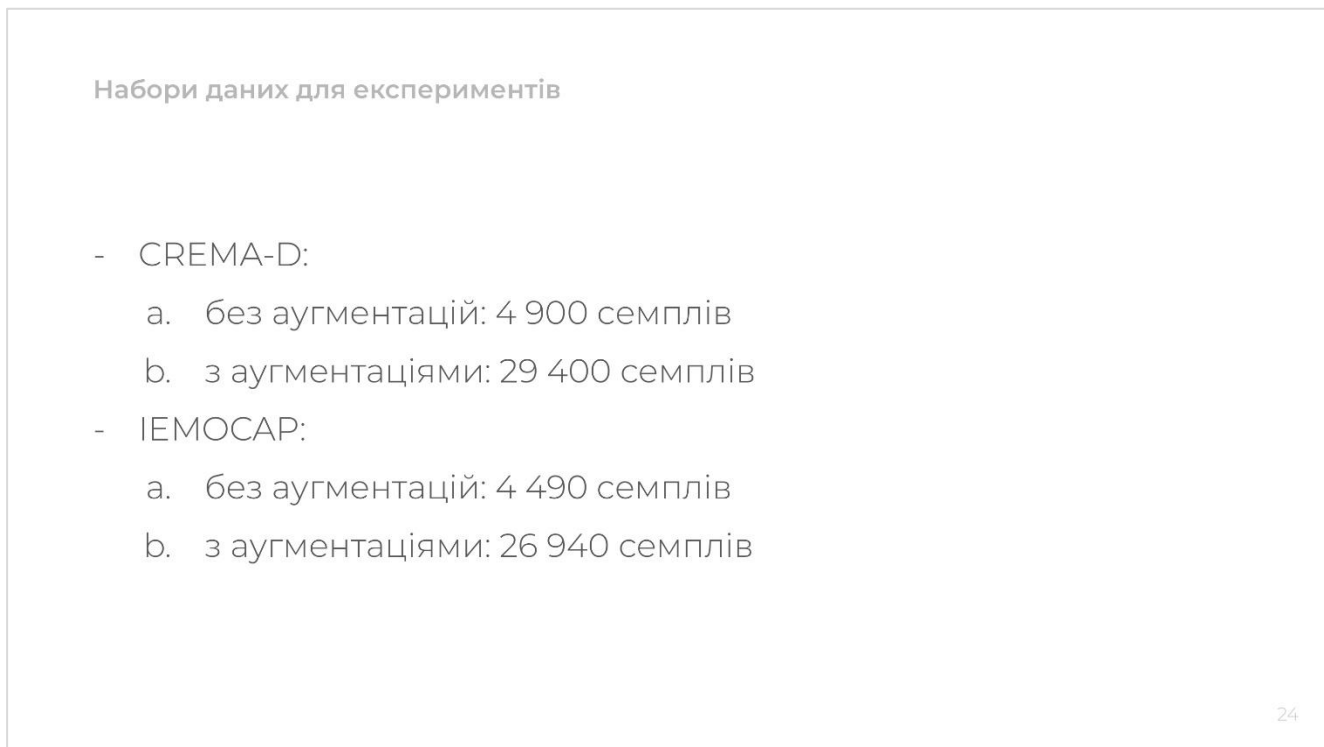 Набори даних для експериментів
- CREMA-D:
a. без аугментацій: 4 900 семплів
b. з аугментаціями: 29 400 семплів
- IEMOCAP:
a. без аугментацій: 4 490 семплів
b. з аугментаціями: 26 940 семплів
24